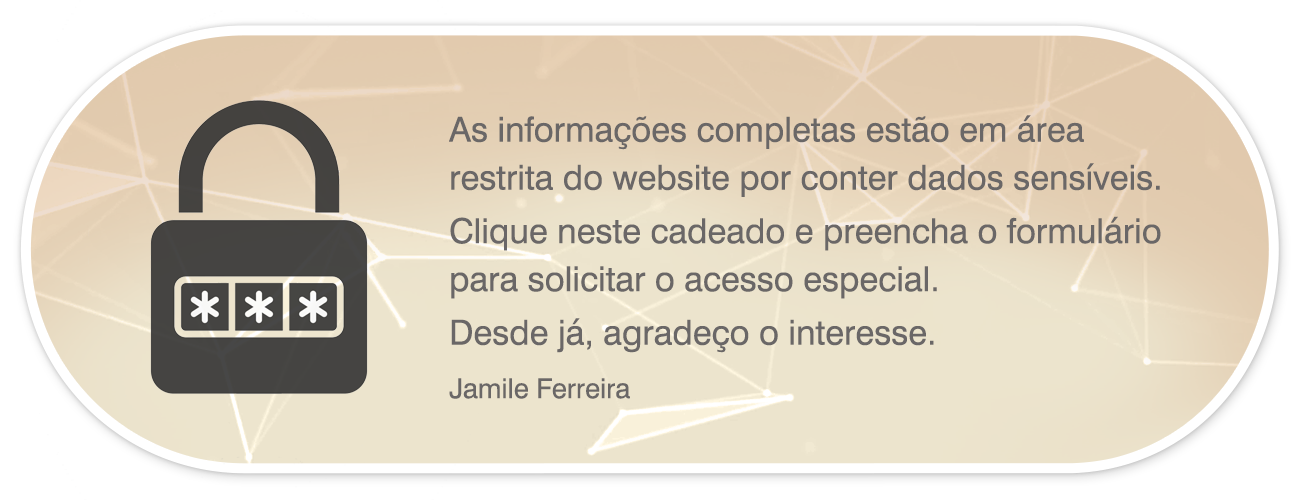 As informações completas estão em área
restrita do website por conter dados sensíveis.
Clique neste cadeado e preencha o formulário
para solicitar o acesso especial.
Desde já, agradeço o interesse.
Jamile Ferreira
***